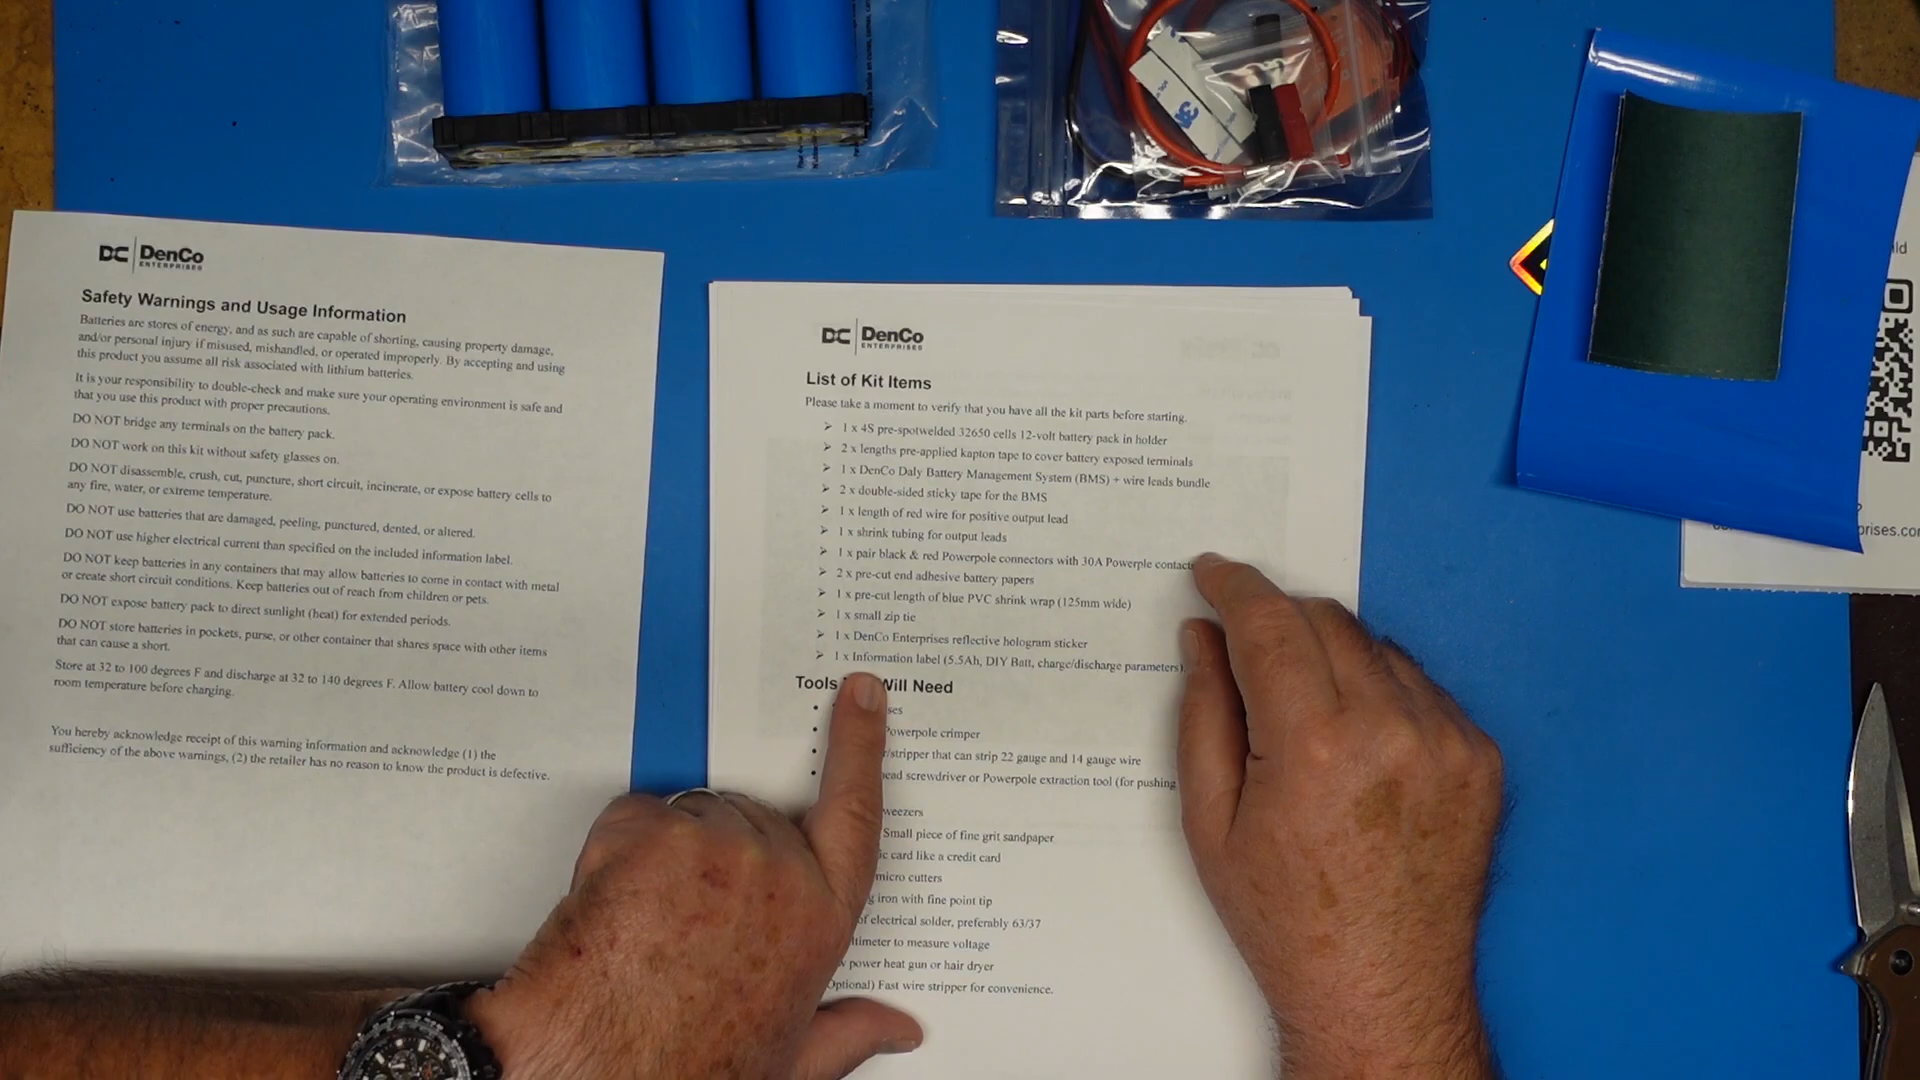 DC DenCo
ENTERPRISES
Safety Warnings and Usage Information
Batteries are stores of energy, and as such are capable of shorting, causing property damage,
and/or personal injury if misused, mishandled, or operated improperly. By accepting and using
this product you assume all risk associated with lithium batteries.
It is your responsibility to double-check and make sure your operating environment is safe and
that you use this product with proper precautions.
DO NOT bridge any terminals on the battery pack.
DO NOT work on this kit without safety glasses on.
DO NOT disassemble, crush, cut, puncture, short circuit, incinerate, or expose battery cells to
any fire, water, or extreme temperature.
DO NOT use batteries that are damaged, peeling, punctured, dented, or altered.
DO NOT use higher electrical current than specified on the included information label.
DO NOT keep batteries in any containers that may allow batteries to come in contact with metal
or create short circuit conditions. Keep batteries out of reach from children or pets.
DO NOT expose battery pack to direct sunlight (heat) for extended periods.
DO NOT store batteries in pockets, purse, or other container that shares space with other items
that can cause a short.
Store at 32 to 100 degrees F and discharge at 32 to 140 degrees F. Allow battery cool down to
room temperature before charging.
You hereby acknowledge receipt of this warning information and acknowledge (1) the
sufficiency of the above warnings, (2) the retailer has no reason to know the product is defective.
DC DenCo
ENTERPRISES
List of Kit Items
Please take a moment to verify that you have all the kit parts before starting.
➢ 1 x 4S pre-spotwelded 32650 cells 12-volt battery pack in holder
➢ 2 x lengths pre-applied kapton tape to cover battery exposed terminals
➢ 1 x DenCo Daly Battery Management System (BMS) + wire leads bundle
➢ 2 x double-sided sticky tape for the BMS
➢ 1 x length of red wire for positive output lead
➢ 1 x shrink tubing for output leads
➢ 1 x pair black & red Powerpole connectors with 30A Powerple contacts
➢ 2 x pre-cut end adhesive battery papers
➢ 1 x pre-cut length of blue PVC shrink wrap (125mm wide)
➢ 1 x small zip tie
➢ 1 x DenCo Enterprises reflective hologram sticker
➢ 1 x Information label (5.5Ah, DIY Batt, charge/discharge parameters)
Tools Will Need
• ses
• Powerpole crimper
• r/stripper that can strip 22 gauge and 14 gauge wire
• ead screwdriver or Powerpole extraction tool (for pushing
weezers
Small piece of fine grit sandpaper
ic card like a credit card
micro cutters
g iron with fine point tip
of electrical solder, preferably 63/37
ltimeter to measure voltage
w power heat gun or hair dryer
Optional) Fast wire stripper for convenience.
3M
ld
prises.com